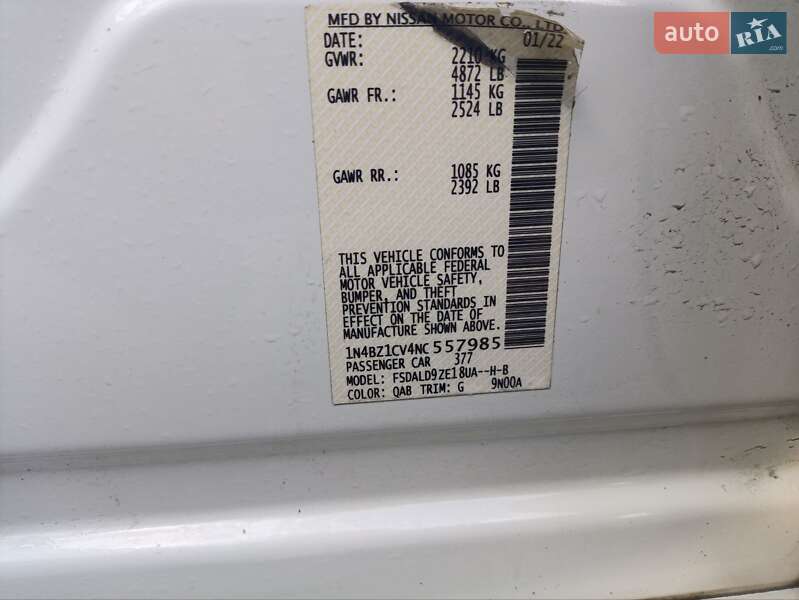 MFD BY NISSAN MOTOR CO., LTD
DATE: 01/22
GVWR: 2210 KG
4872 LB
GAWR FR.: 1145 KG
2524 LB
GAWR RR.: 1085 KG
2392 LB
THIS VEHICLE CONFORMS TO
ALL APPLICABLE FEDERAL
MOTOR VEHICLE SAFETY,
BUMPER, AND THEFT
PREVENTION STANDARDS IN
EFFECT ON THE DATE OF
MANUFACTURE SHOWN ABOVE.
1N4BZ1CV4NC557985
PASSENGER CAR 377
MODEL: FSDALD9ZE18UA--H-B
COLOR: QAB TRIM: G 9N00A
auto RIA.com